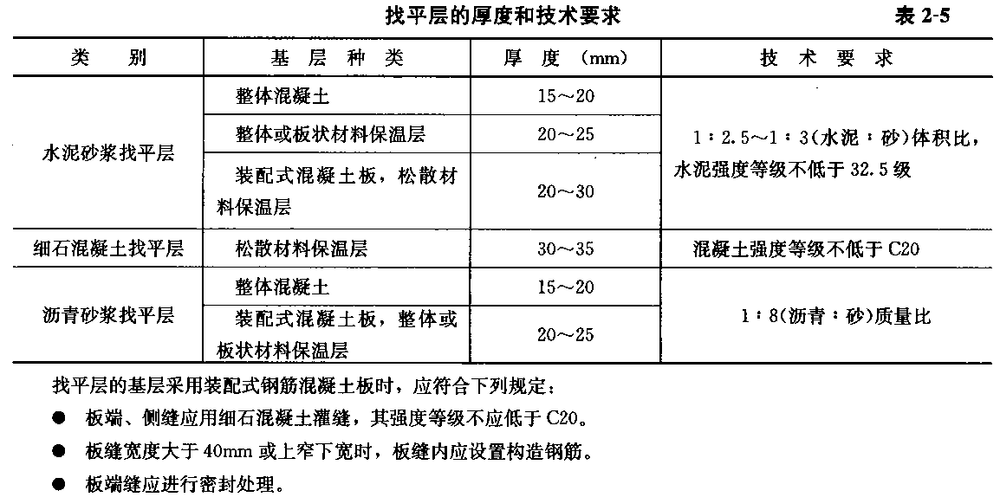 找平层的厚度和技术要求 表 2-5
类 别 基 层 种 类 厚 度 (mm) 技 术 要 求
水泥砂浆找平层
整体混凝土 15～20
整体或板状材料保温层 20～25
装配式混凝土板，松散材
料保温层
20～30
1∶2.5～1∶3(水泥∶砂)体积比，
水泥强度等级不低于 32.5 级
细石混凝土找平层 松散材料保温层 30～35 混凝土强度等级不低于 C20
沥青砂浆找平层
整体混凝土 15～20
装配式混凝土板，整体或
板状材料保温层
20～25
1∶8(沥青∶砂)质量比
找平层的基层采用装配式钢筋混凝土板时，应符合下列规定：
● 板端、侧缝应用细石混凝土灌缝，其强度等级不应低于 C20。
● 板缝宽度大于 40mm 或上窄下宽时，板缝内应设置构造钢筋。
● 板端缝应进行密封处理。